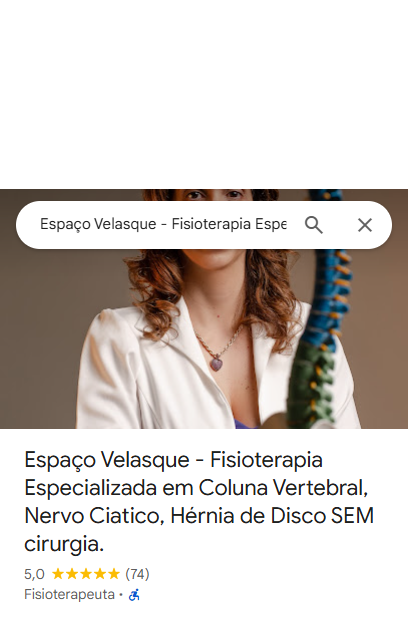 Espaço Velasque - Fisioterapia Espe
Espaço Velasque - Fisioterapia
Especializada em Coluna Vertebral,
Nervo Ciatico, Hérnia de Disco SEM
cirurgia.
5,0 (74)
Fisioterapeuta ·